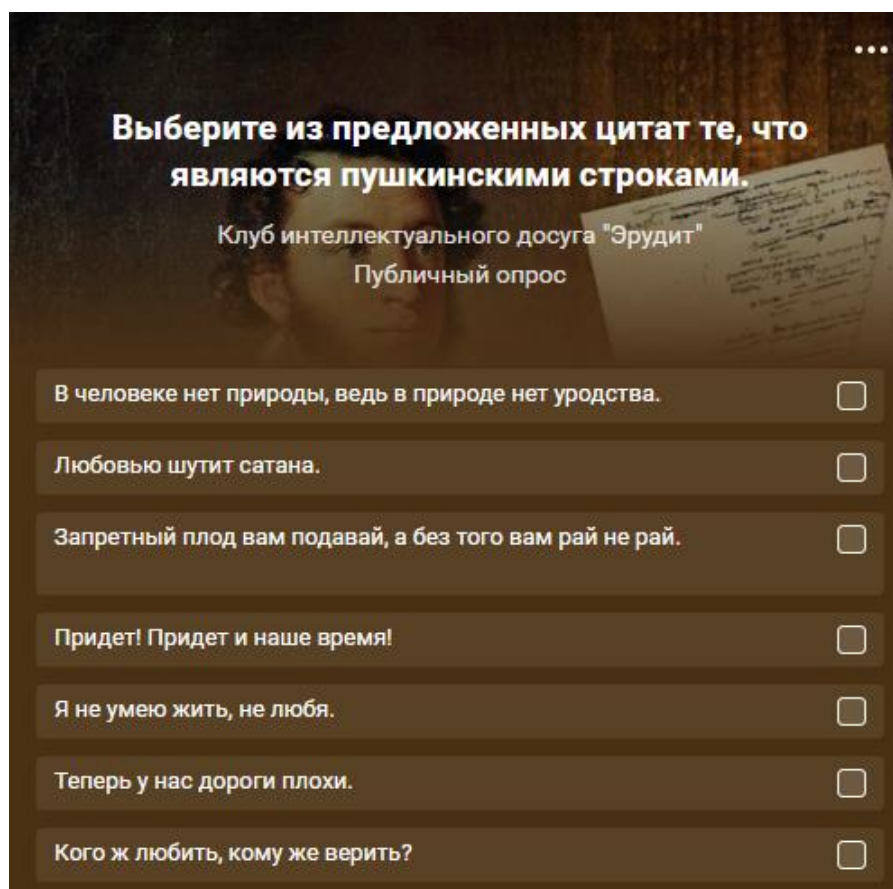 Выберите из предложенных цитат те, что
являются пушкинскими строками.
Клуб интеллектуального досуга "Эрудит"
Публичный опрос
В человеке нет природы, ведь в природе нет уродства.
Любовью шутит сатана.
Запретный плод вам подавай, а без того вам рай не рай.
Придет! Придет и наше время!
Я не умею жить, не любя.
Теперь у нас дороги плохи.
Кого ж любить, кому же верить?